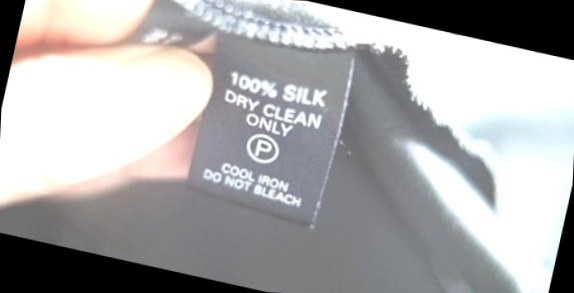 100% SILK
DRY CLEAN
ONLY
P
COOL IRON
DO NOT BLEACH